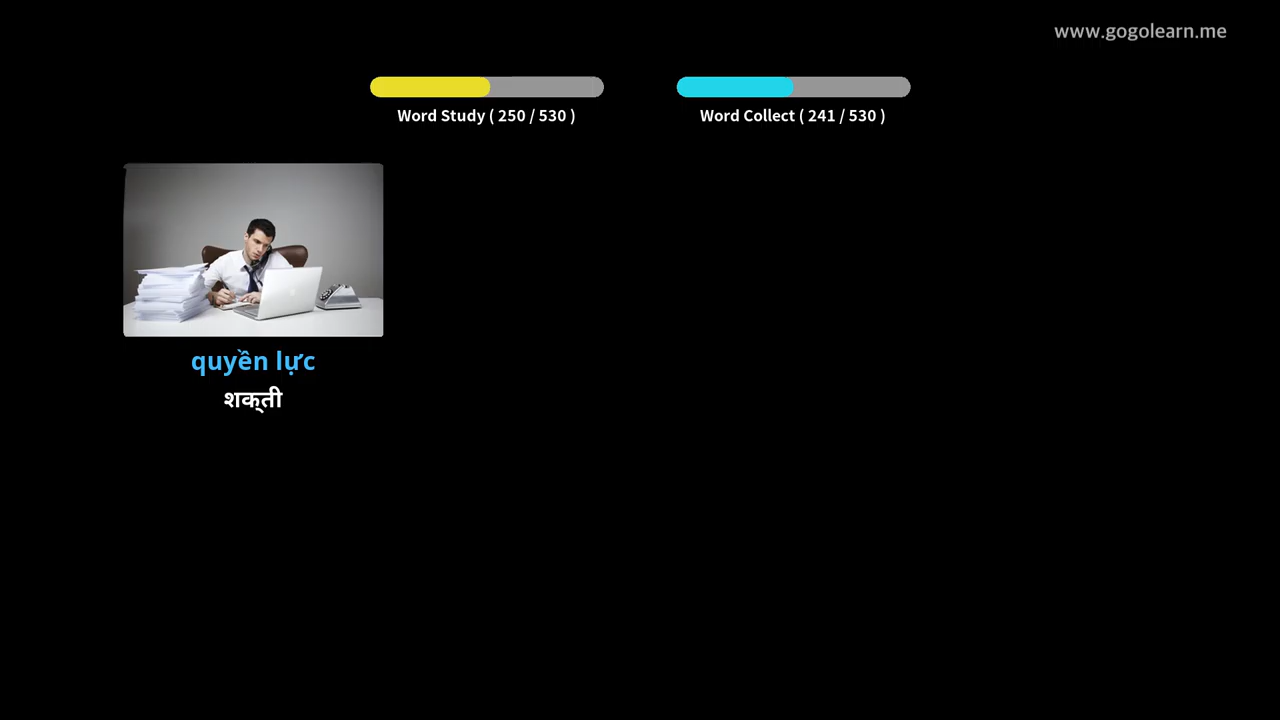 www.gogolearn.me
Word Study ( 250 / 530 )
Word Collect ( 241 / 530 )
quyền lực
शक्ती